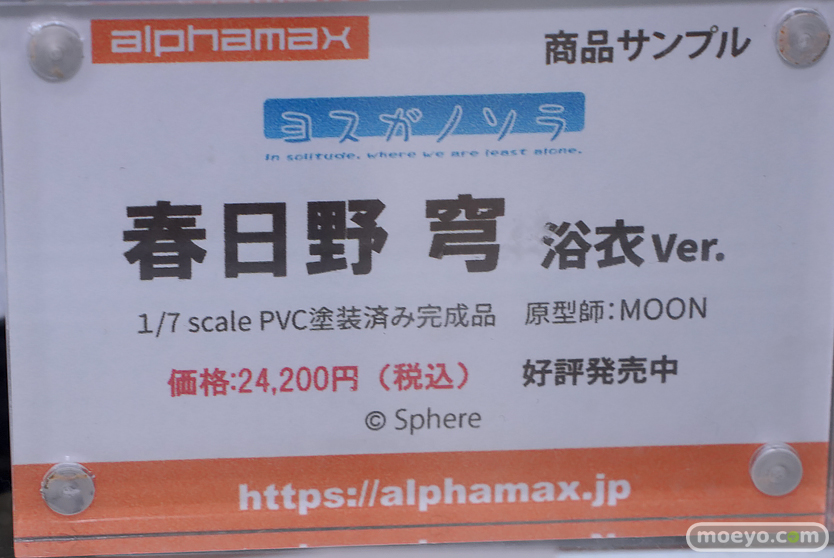 alphamax 商品サンプル
ヨスガノソラ
In solitude, where we are least alone.
春日野 穹 浴衣Ver.
1/7 scale PVC塗装済み完成品 原型師：MOON
価格：24,200円（税込） 好評発売中
© Sphere
https://alphamax.jp
moeyo.com